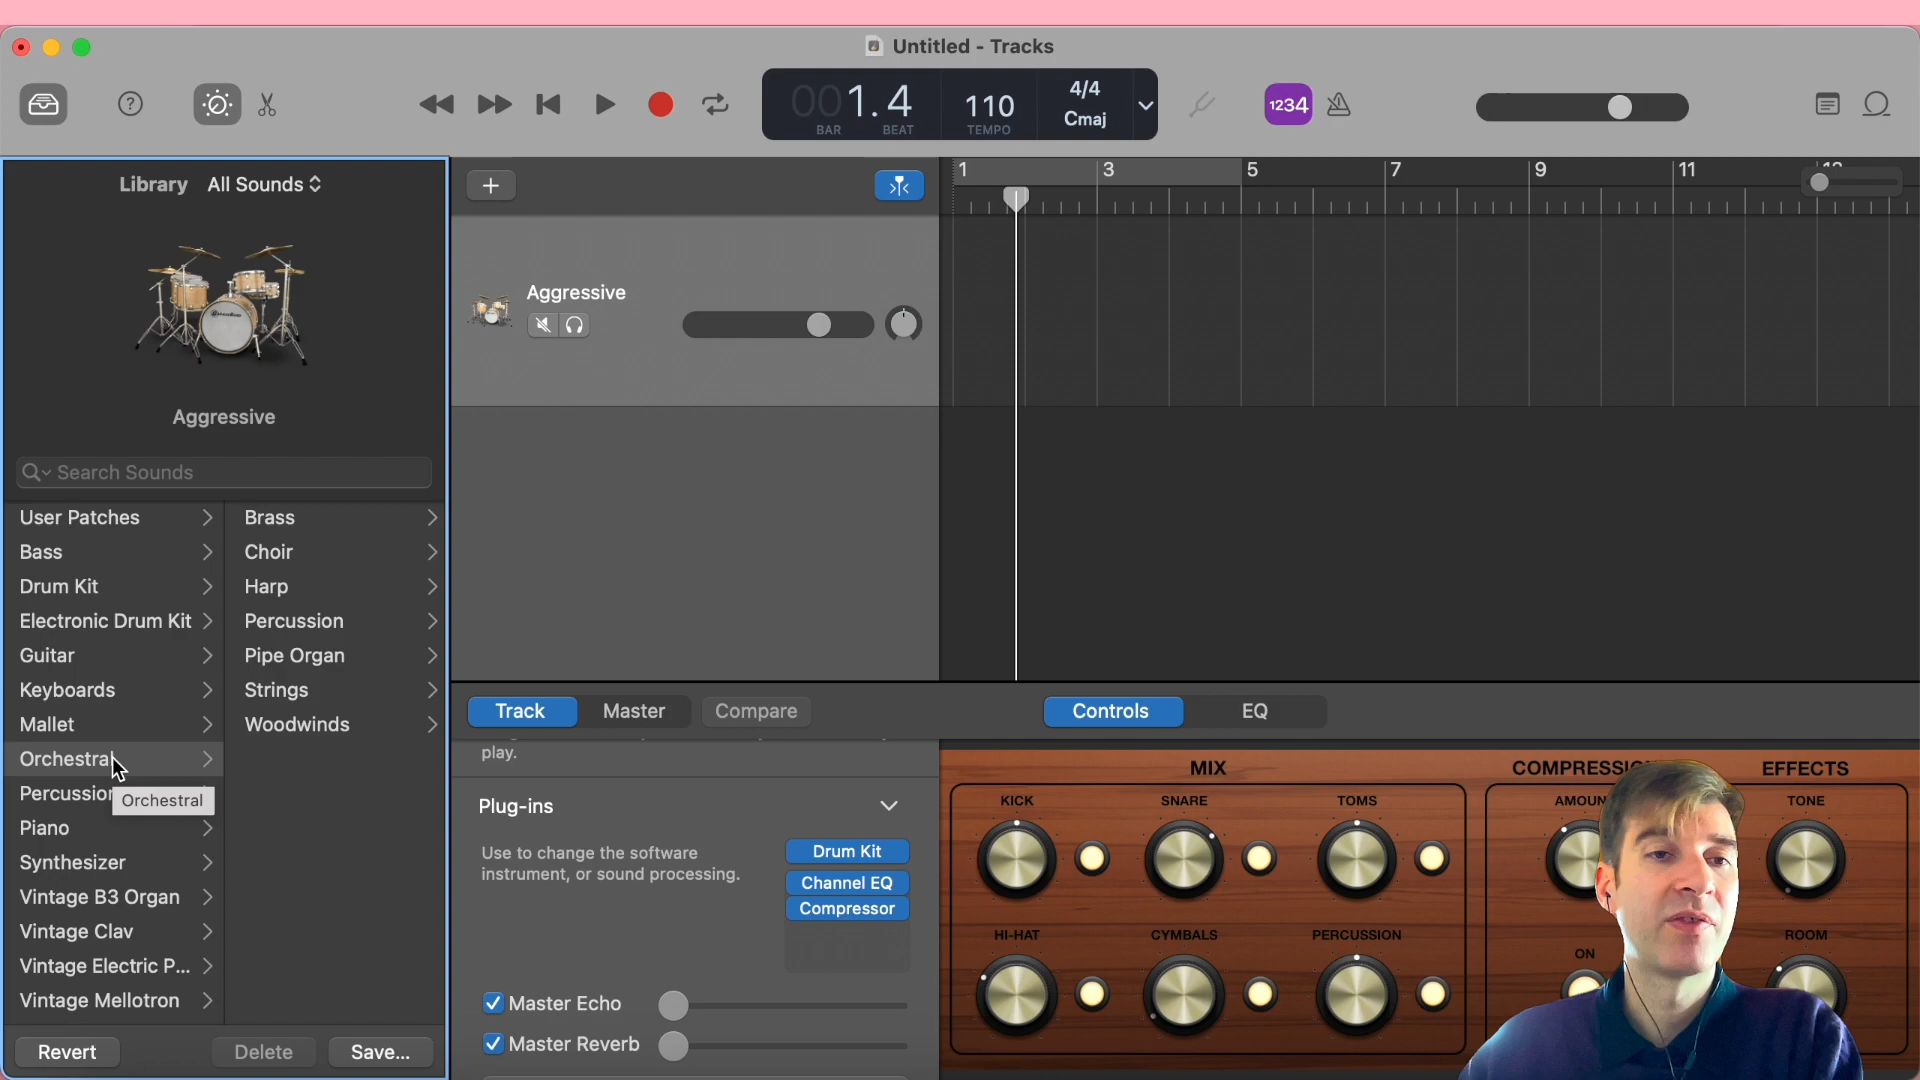 Untitled - Tracks
1234
001.4
BAR BEAT
110
TEMPO
4/4
Cmaj
Library All Sounds
Aggressive
Search Sounds
User Patches
Bass
Drum Kit
Electronic Drum Kit
Guitar
Keyboards
Mallet
Orchestral
Percussion
Orchestral
Piano
Synthesizer
Vintage B3 Organ
Vintage Clav
Vintage Electric P...
Vintage Mellotron
Brass
Choir
Harp
Percussion
Pipe Organ
Strings
Woodwinds
Revert Delete Save...
+
Aggressive
1 3 5 7 9 11
Track Master Compare
Controls EQ
play.
Plug-ins
Use to change the software
instrument, or sound processing.
Drum Kit
Channel EQ
Compressor
Master Echo
Master Reverb
MIX
KICK SNARE TOMS
HI-HAT CYMBALS PERCUSSION
COMPRESSIO
AMOUN
ON
EFFECTS
TONE
ROOM